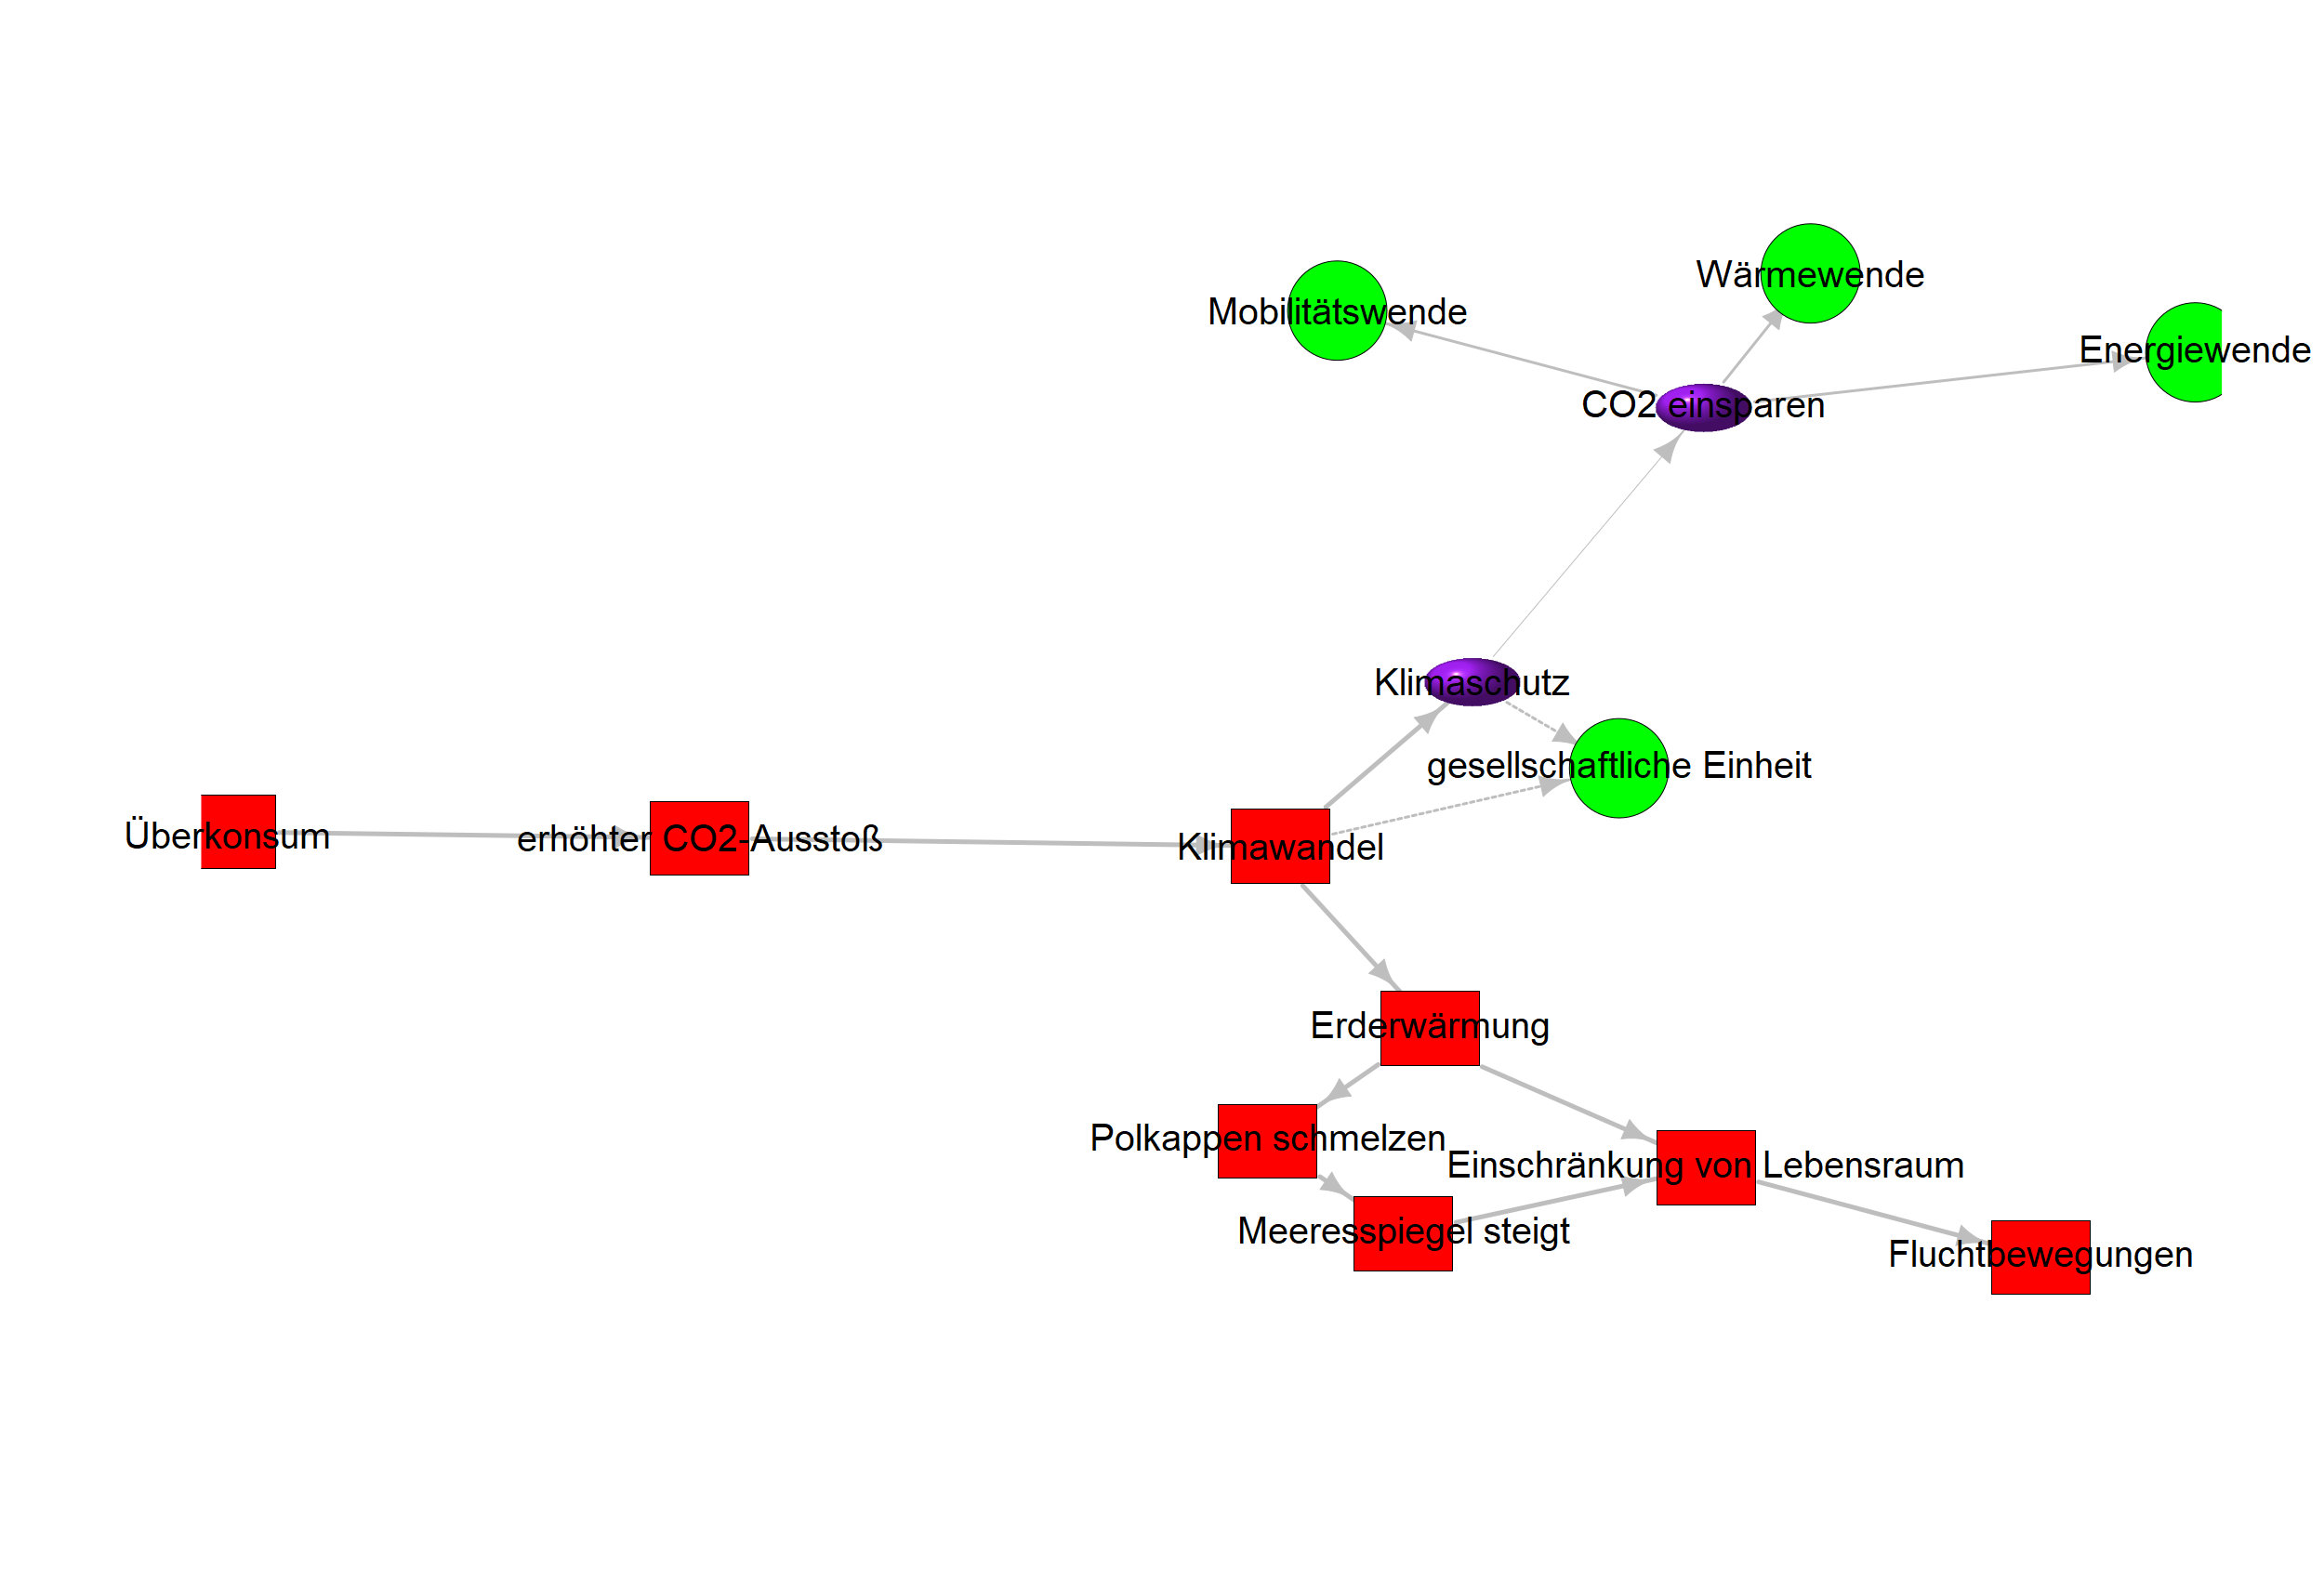 Wärmewende
Mobilitätswende
Energiewende
CO2 einsparen
Klimaschutz
gesellschaftliche Einheit
Überkonsum
erhöhter CO2-Ausstoß
Klimawandel
Erderwärmung
Polkappen schmelzen
Einschränkung von Lebensraum
Meeresspiegel steigt
Fluchtbewegungen